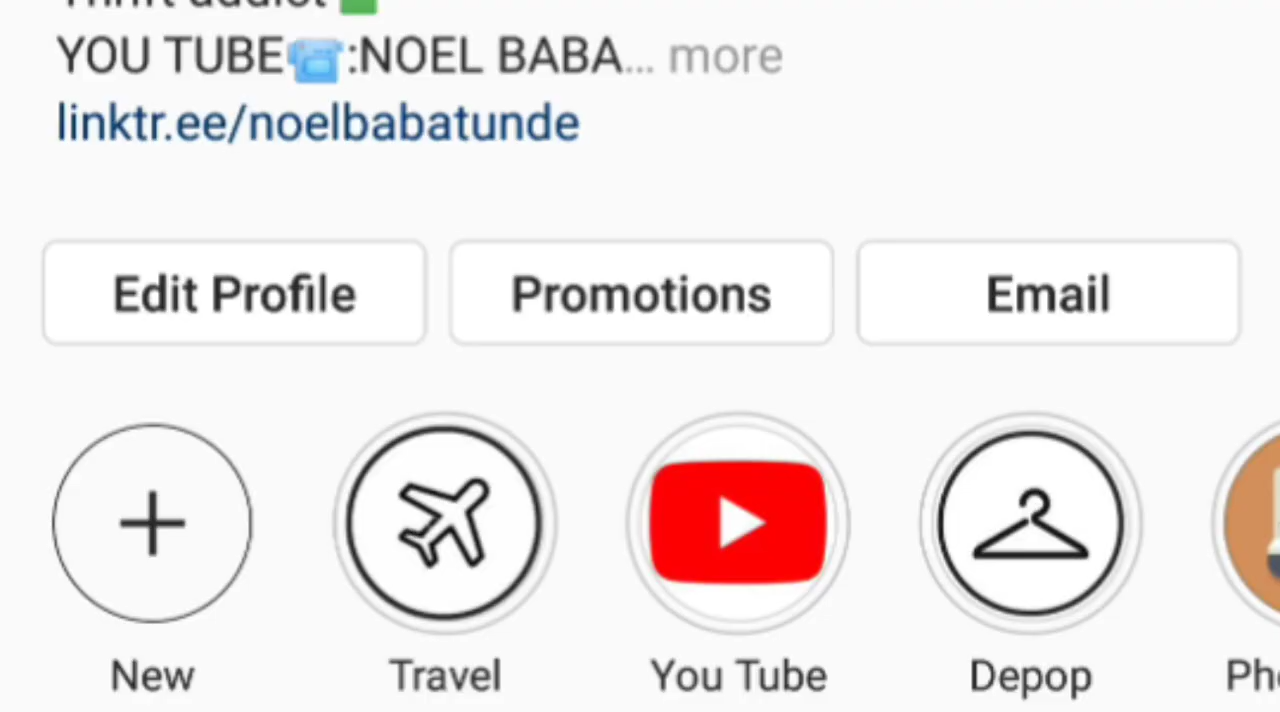 YOU TUBE:NOEL BABA... more
linktr.ee/noelbabatunde
Edit Profile
Promotions
Email
New
Travel
You Tube
Depop